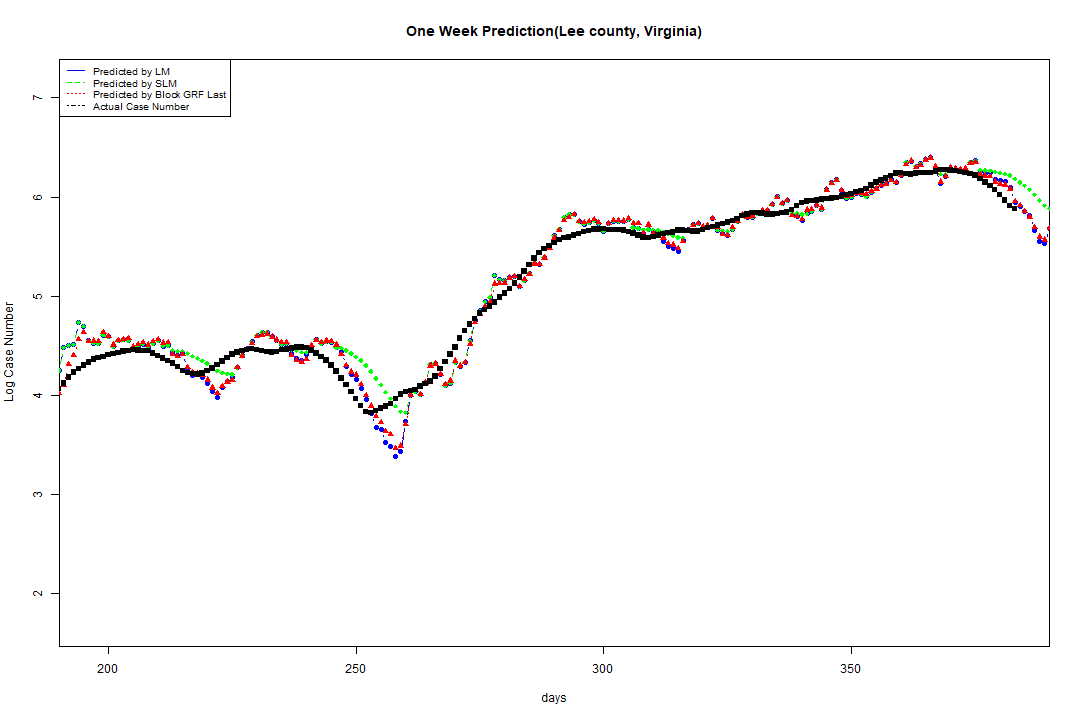 One Week Prediction(Lee county, Virginia)
Predicted by LM
Predicted by SLM
Predicted by Block GRF Last
Actual Case Number
7
6
5
4
3
2
Log Case Number
200 250 300 350
days